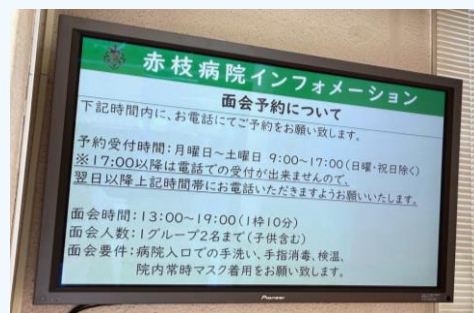 赤枝病院インフォメーション
面会予約について
下記時間内に、お電話にてご予約をお願い致します。
予約受付時間:月曜日～土曜日 9:00～17:00(日曜・祝日除く)
※17:00以降は電話での受付が出来ませんので、
翌日以降上記時間帯にお電話いただきますようお願いいたします。
面会時間:13:00～19:00(1枠10分)
面会人数:1グループ2名まで(子供含む)
面会要件:病院入口での手洗い、手指消毒、検温、
院内常時マスク着用をお願い致します。
Pioneer